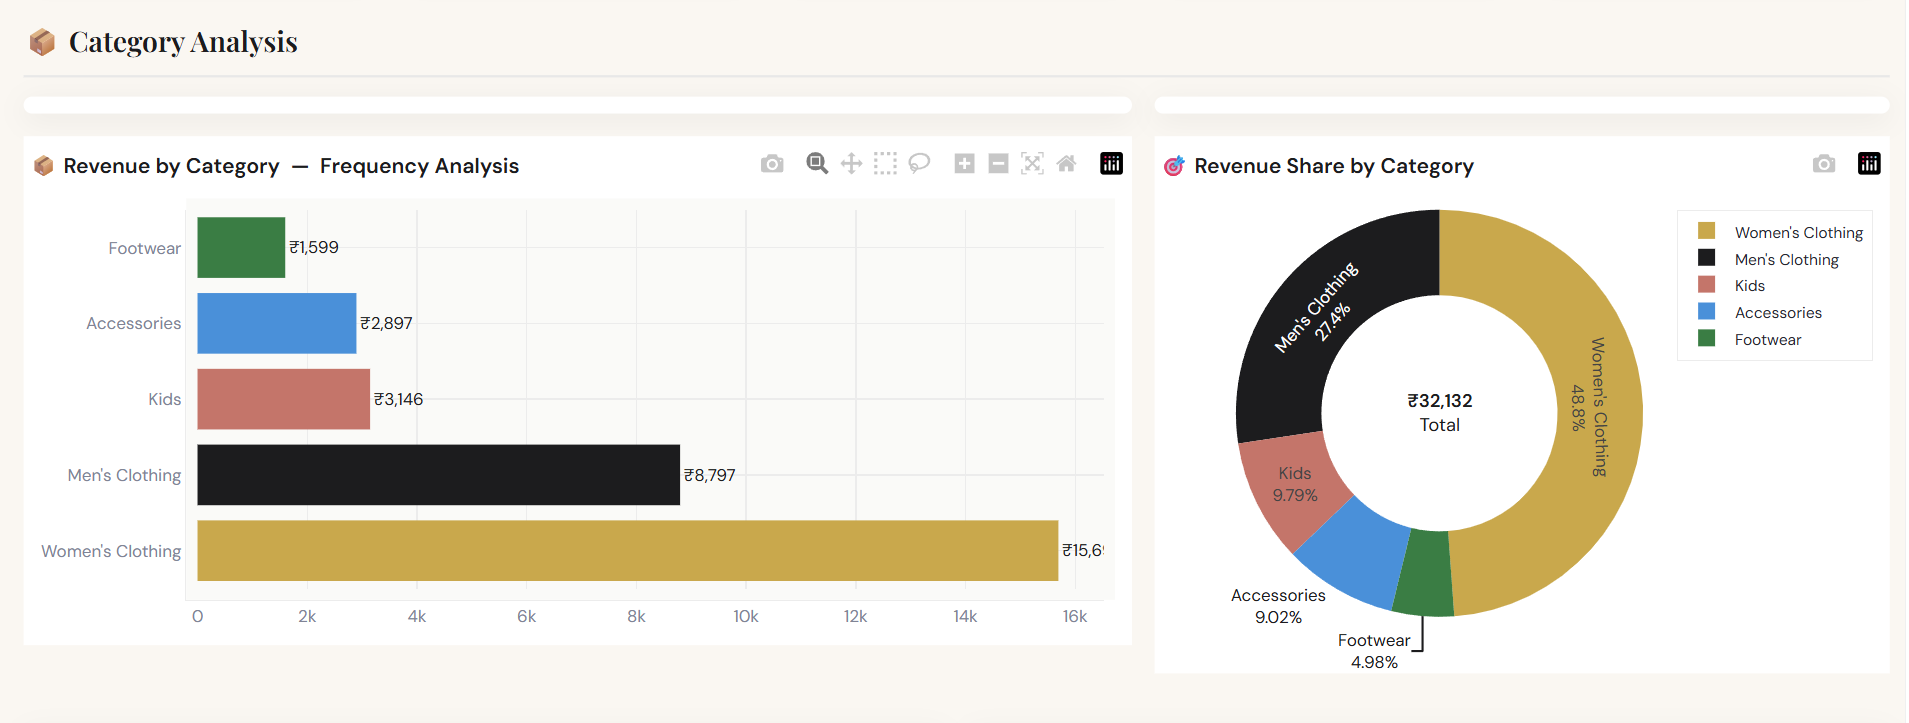 Category Analysis
Revenue by Category — Frequency Analysis
Footwear
₹1,599
Accessories
₹2,897
Kids
₹3,146
Men's Clothing
₹8,797
Women's Clothing
0
2k
4k
6k
8k
10k
12k
14k
16k
Revenue Share by Category
Women's Clothing
Men's Clothing
Kids
Accessories
Footwear
Men's Clothing
27.4%
Women's Clothing
48.8%
₹32,132
Total
Kids
9.79%
Accessories
9.02%
Footwear
4.98%